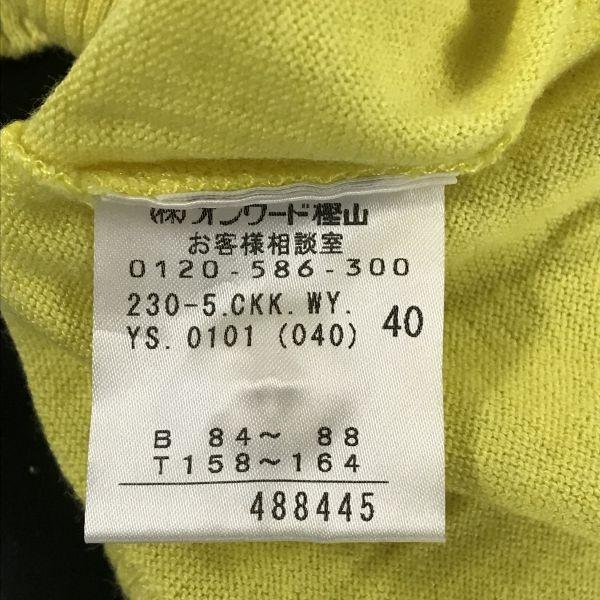 (株)オンワード樫山
お客様相談室
0120-586-300
230-5.CKK.WY.
YS.0101 (040) 40
B 84～ 88
T 158～164
488445